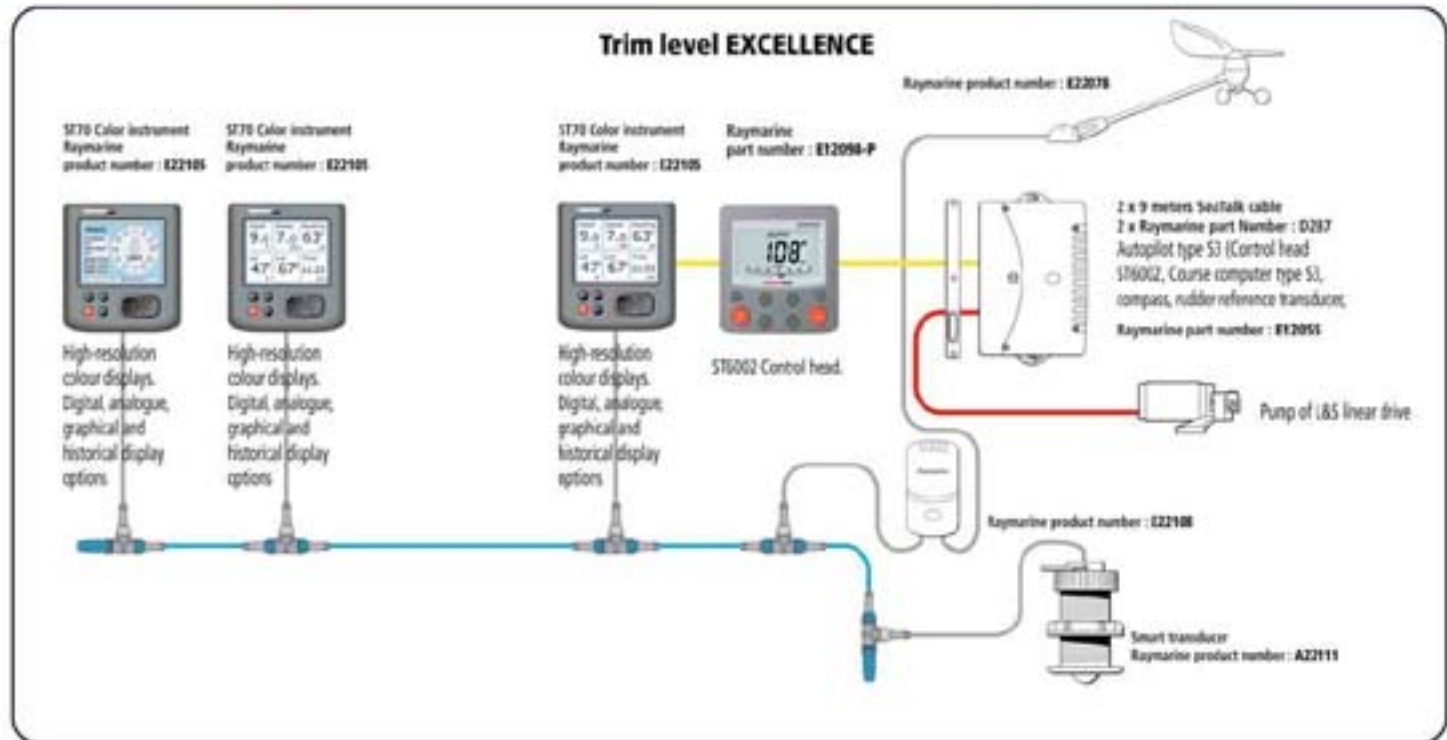 Trim level EXCELLENCE
Raymarine product number : E22078
ST70 Color instrument
Raymarine
product number : E22105
ST70 Color instrument
Raymarine
product number : E22105
ST70 Color instrument
Raymarine
product number : E22105
Raymarine
part number : E12098-P
2 x 9 meters SeaTalk cable
2 x Raymarine part Number : D287
Autopilot type S3 (Control head
ST6002, Course computer type S3,
compass, rudder reference transducer,
Raymarine part number : E12055
108°
High-resolution
colour displays.
Digital, analogue,
graphical and
historical display
options
High-resolution
colour displays.
Digital, analogue,
graphical and
historical display
options
High-resolution
colour displays.
Digital, analogue,
graphical and
historical display
options
ST6002 Control head.
Pump of L&S linear drive
Raymarine product number : E22108
Smart transducer
Raymarine product number : A22111